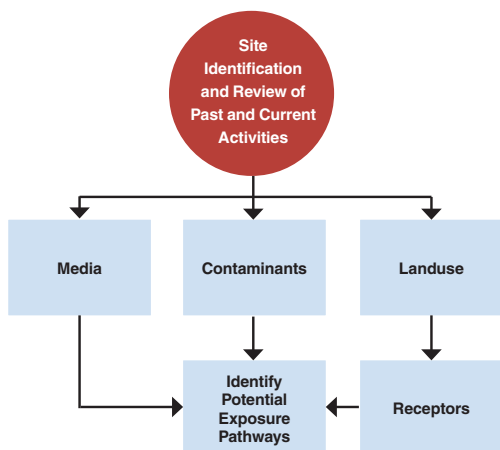 Site
Identification
and Review of
Past and Current
Activities
Media
Contaminants
Landuse
Identify
Potential
Exposure
Pathways
Receptors